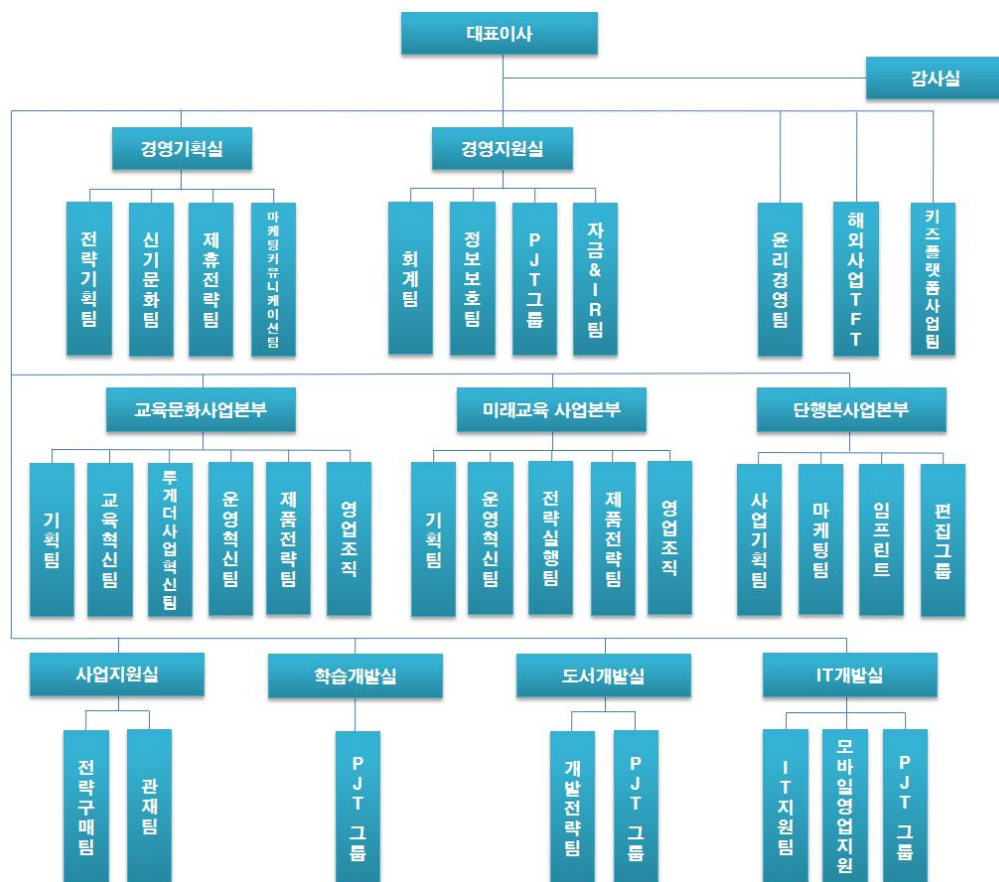 대표이사
감사실
경영기획실
경영지원실
전략기획팀
신기문화팀
제휴전략팀
마케팅커뮤니케이션팀
회계팀
정보보호팀
PJT그룹
자금&IR팀
윤리경영팀
해외사업TFT
키즈플랫폼사업팀
교육문화사업본부
미래교육 사업본부
단행본사업본부
기획팀
교육혁신팀
투게더사업혁신팀
운영혁신팀
제품전략팀
영업조직
기획팀
운영혁신팀
전략실행팀
제품전략팀
영업조직
사업기획팀
마케팅팀
임프린트
편집그룹
사업지원실
학습개발실
도서개발실
IT개발실
전략구매팀
관재팀
PJT 그룹
개발전략팀
PJT 그룹
IT지원팀
모바일영업지원
PJT 그룹